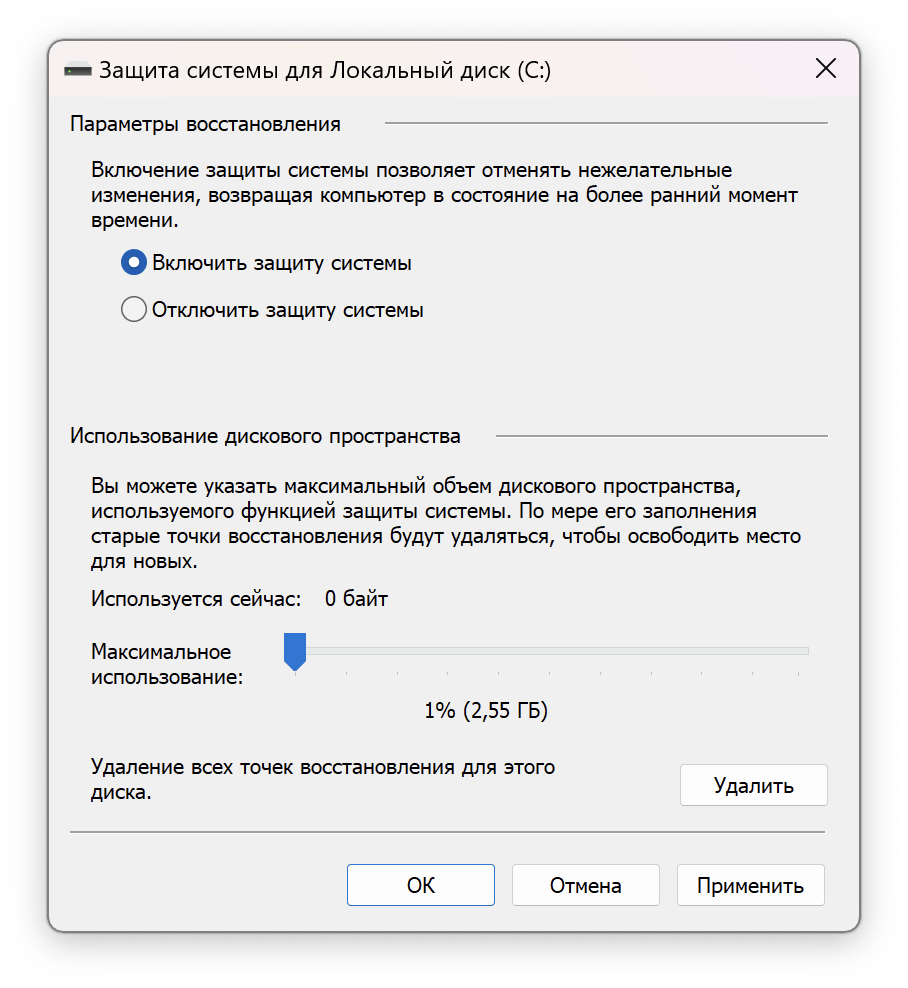 Защита системы для Локальный диск (C:)
Параметры восстановления
Включение защиты системы позволяет отменять нежелательные
изменения, возвращая компьютер в состояние на более ранний момент
времени.
Включить защиту системы
Отключить защиту системы
Использование дискового пространства
Вы можете указать максимальный объем дискового пространства,
используемого функцией защиты системы. По мере его заполнения
старые точки восстановления будут удаляться, чтобы освободить место
для новых.
Используется сейчас: 0 байт
Максимальное
использование:
1% (2,55 ГБ)
Удаление всех точек восстановления для этого
диска.
Удалить
ОК
Отмена
Применить